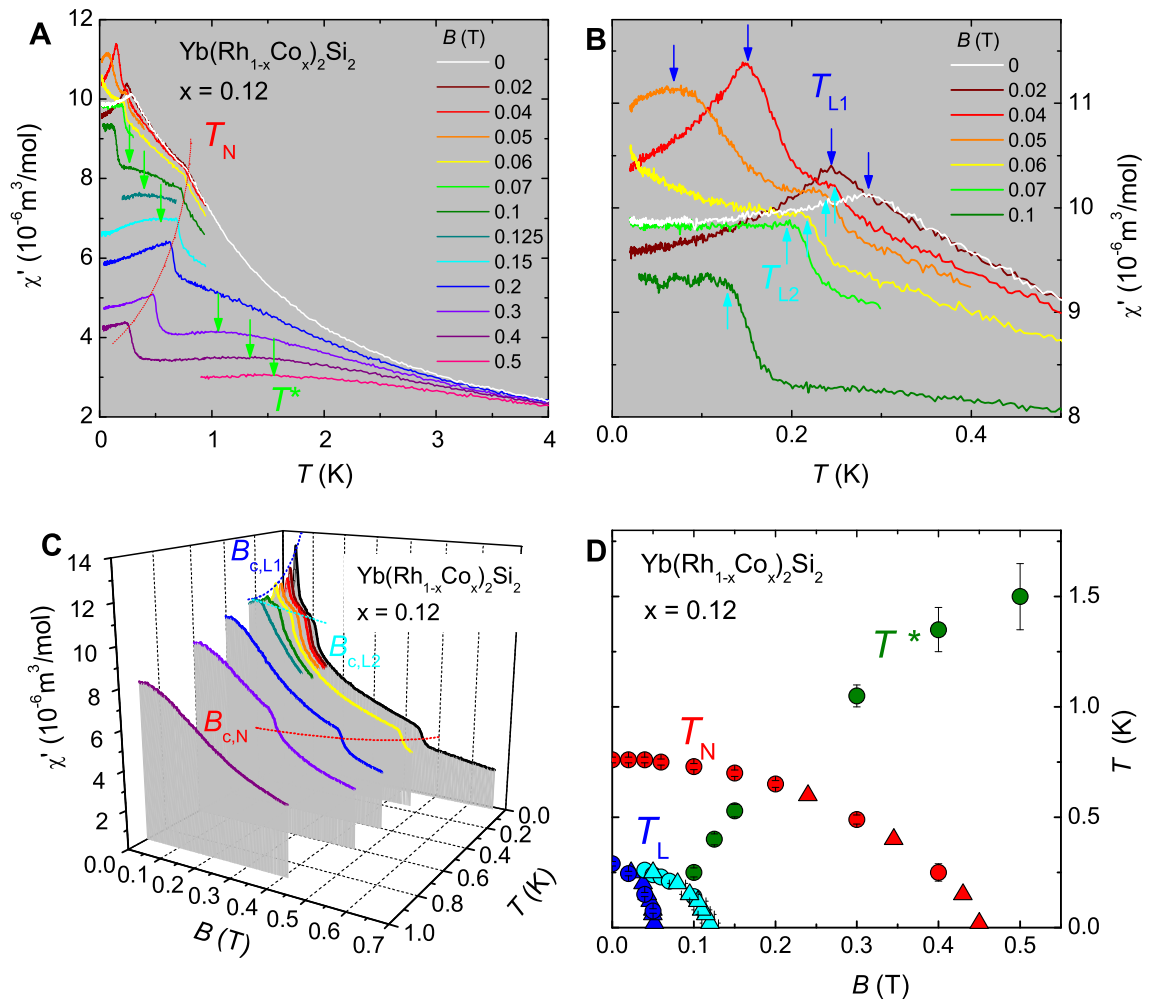 A
Yb(Rh1-xCox)2Si2
x = 0.12
B (T)
0
0.02
0.04
0.05
0.06
0.07
0.1
0.125
0.15
0.2
0.3
0.4
0.5
TN
T*
12
10
8
6
4
2
χ' (10-6m3/mol)
0
1
2
3
4
T (K)
B
B (T)
0
0.02
0.04
0.05
0.06
0.07
0.1
TL1
TL2
11
10
9
8
χ' (10-6m3/mol)
0.0
0.2
0.4
T (K)
C
Bc,L1
Yb(Rh1-xCox)2Si2
x = 0.12
Bc,L2
Bc,N
14
12
10
8
6
4
2
χ' (10-6m3/mol)
0.0
0.1
0.2
0.3
0.4
0.5
0.6
0.7
B (T)
0.0
0.2
0.4
0.6
0.8
1.0
T (K)
D
Yb(Rh1-xCox)2Si2
x = 0.12
T *
TN
TL
1.5
1.0
0.5
0.0
T (K)
0.0
0.1
0.2
0.3
0.4
0.5
B (T)